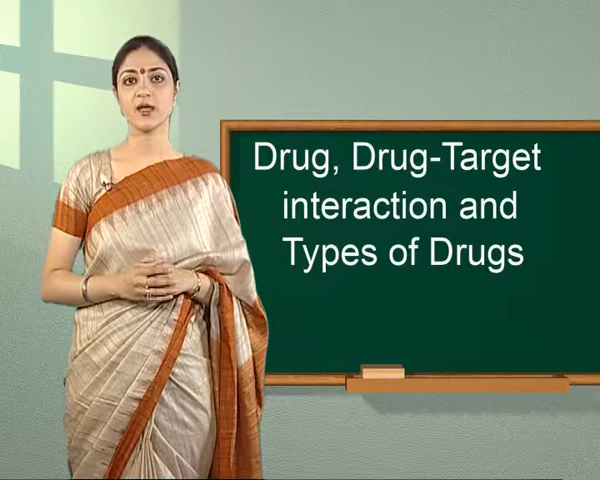 Drug, Drug-Target
interaction and
Types of Drugs